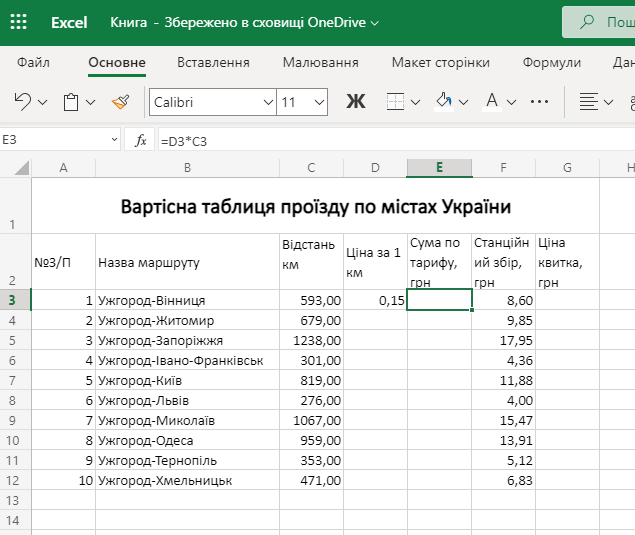 Excel Книга - Збережено в сховищі OneDrive
Файл Основне Вставлення Малювання Макет сторінки Формули
Calibri 11 Ж А
E3 fx =D3*C3
A B C D E F G H
1 Вартісна таблиця проїзду по містах України
2 №З/П Назва маршруту Відстань км Ціна за 1 км Сума по тарифу, грн Станційний збір, грн Ціна квитка, грн
3 1 Ужгород-Вінниця 593,00 0,15 8,60
4 2 Ужгород-Житомир 679,00 9,85
5 3 Ужгород-Запоріжжя 1238,00 17,95
6 4 Ужгород-Івано-Франківськ 301,00 4,36
7 5 Ужгород-Київ 819,00 11,88
8 6 Ужгород-Львів 276,00 4,00
9 7 Ужгород-Миколаїв 1067,00 15,47
10 8 Ужгород-Одеса 959,00 13,91
11 9 Ужгород-Тернопіль 353,00 5,12
12 10 Ужгород-Хмельницьк 471,00 6,83
13
14